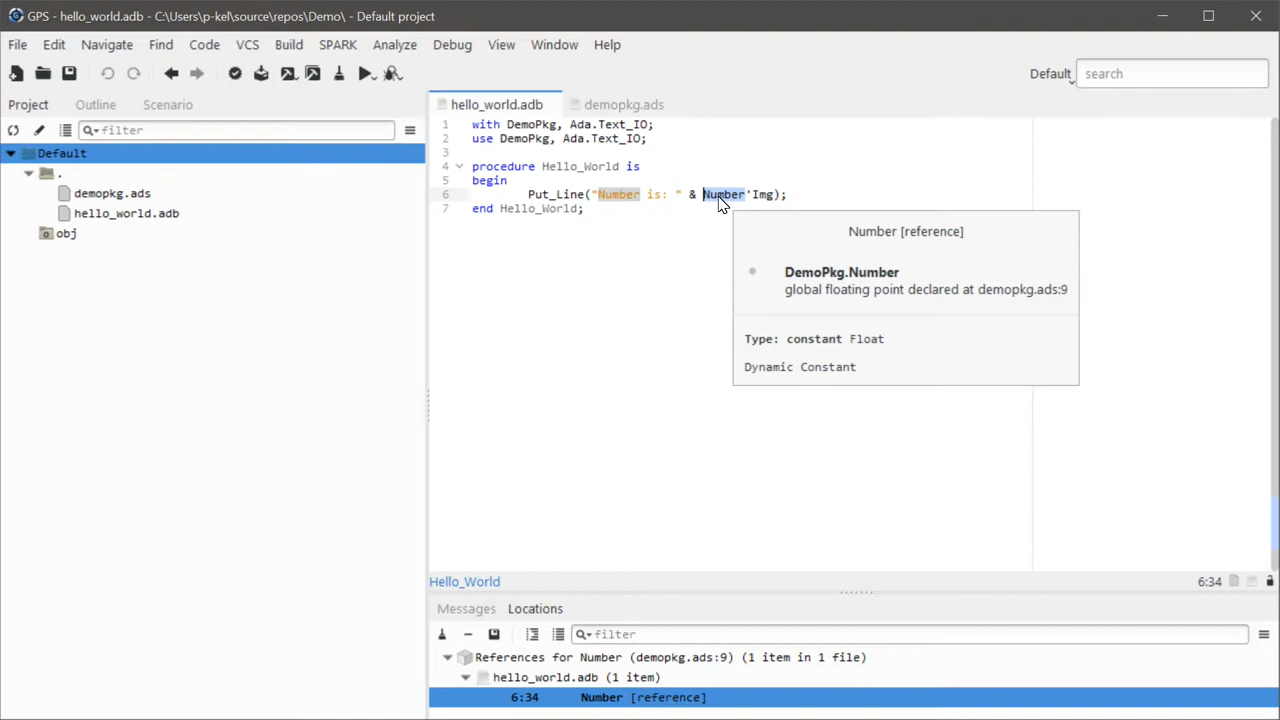 GPS - hello_world.adb - C:\Users\p-kel\source\repos\Demo\ - Default project
File Edit Navigate Find Code VCS Build SPARK Analyze Debug View Window Help
Default search
Project Outline Scenario
filter
Default
.
demopkg.ads
hello_world.adb
obj
hello_world.adb demopkg.ads
1 with DemoPkg, Ada.Text_IO;
2 use DemoPkg, Ada.Text_IO;
3
4 procedure Hello_World is
5 begin
6 Put_Line("Number is: " & Number'Img);
7 end Hello_World;
Number [reference]
DemoPkg.Number
global floating point declared at demopkg.ads:9
Type: constant Float
Dynamic Constant
Hello_World 6:34
Messages Locations
filter
References for Number (demopkg.ads:9) (1 item in 1 file)
hello_world.adb (1 item)
6:34 Number [reference]